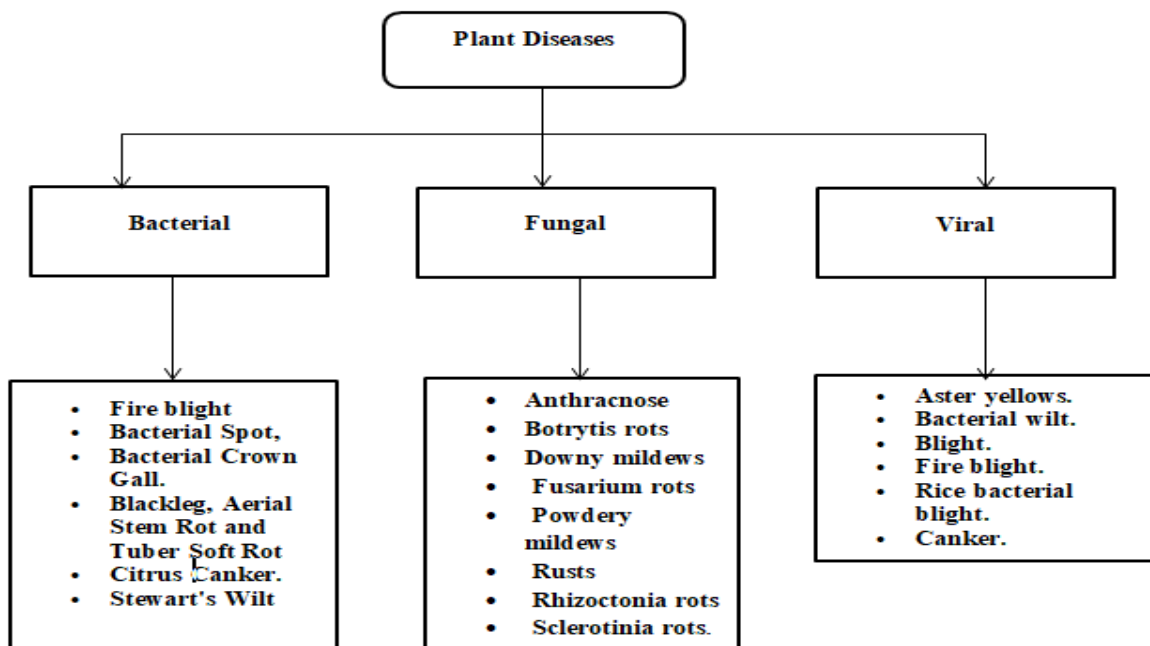 Plant Diseases
Bacterial
Fungal
Viral
• Fire blight
• Bacterial Spot,
• Bacterial Crown
Gall.
• Blackleg, Aerial
Stem Rot and
Tuber Soft Rot
• Citrus Canker.
• Stewart's Wilt
• Anthracnose
• Botrytis rots
• Downy mildews
• Fusarium rots
• Powdery
mildews
• Rusts
• Rhizoctonia rots
• Sclerotinia rots.
• Aster yellows.
• Bacterial wilt.
• Blight.
• Fire blight.
• Rice bacterial
blight.
• Canker.